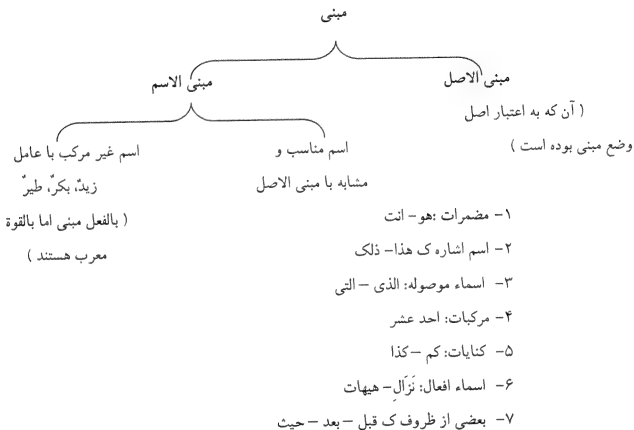 مبنی
مبنی الاصل
( آن که به اعتبار اصل
وضع مبنی بوده است )
مبنی الاسم
اسم مناسب و
مشابه با مبنی الاصل
۱- مضمرات :هو- انت
۲- اسم اشاره ک هذا- ذلک
۳- اسماء موصوله: الذی – التی
۴- مرکبات: احد عشر
۵- کنایات: کم – کذا
۶- اسماء افعال: نَزَالِ- هیهات
۷- بعضی از ظروف ک قبل – بعد – حیث
اسم غیر مرکب با عامل
زیدٌ، بکرٌ، طیرٌ
( بالفعل مبنی اما بالقوة
معرب هستند )